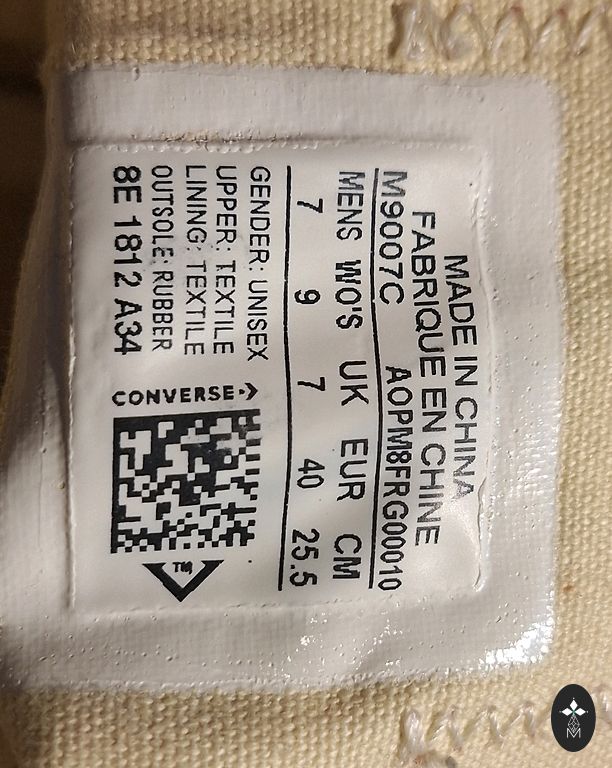 MADE IN CHINA
FABRIQUE EN CHINE
M9007C AOPM8FRG00010
MENS WO'S UK EUR CM
7 9 7 40 25.5
GENDER: UNISEX
UPPER: TEXTILE
LINING: TEXTILE
OUTSOLE: RUBBER
8E 1812 A34
CONVERSE
TM
M